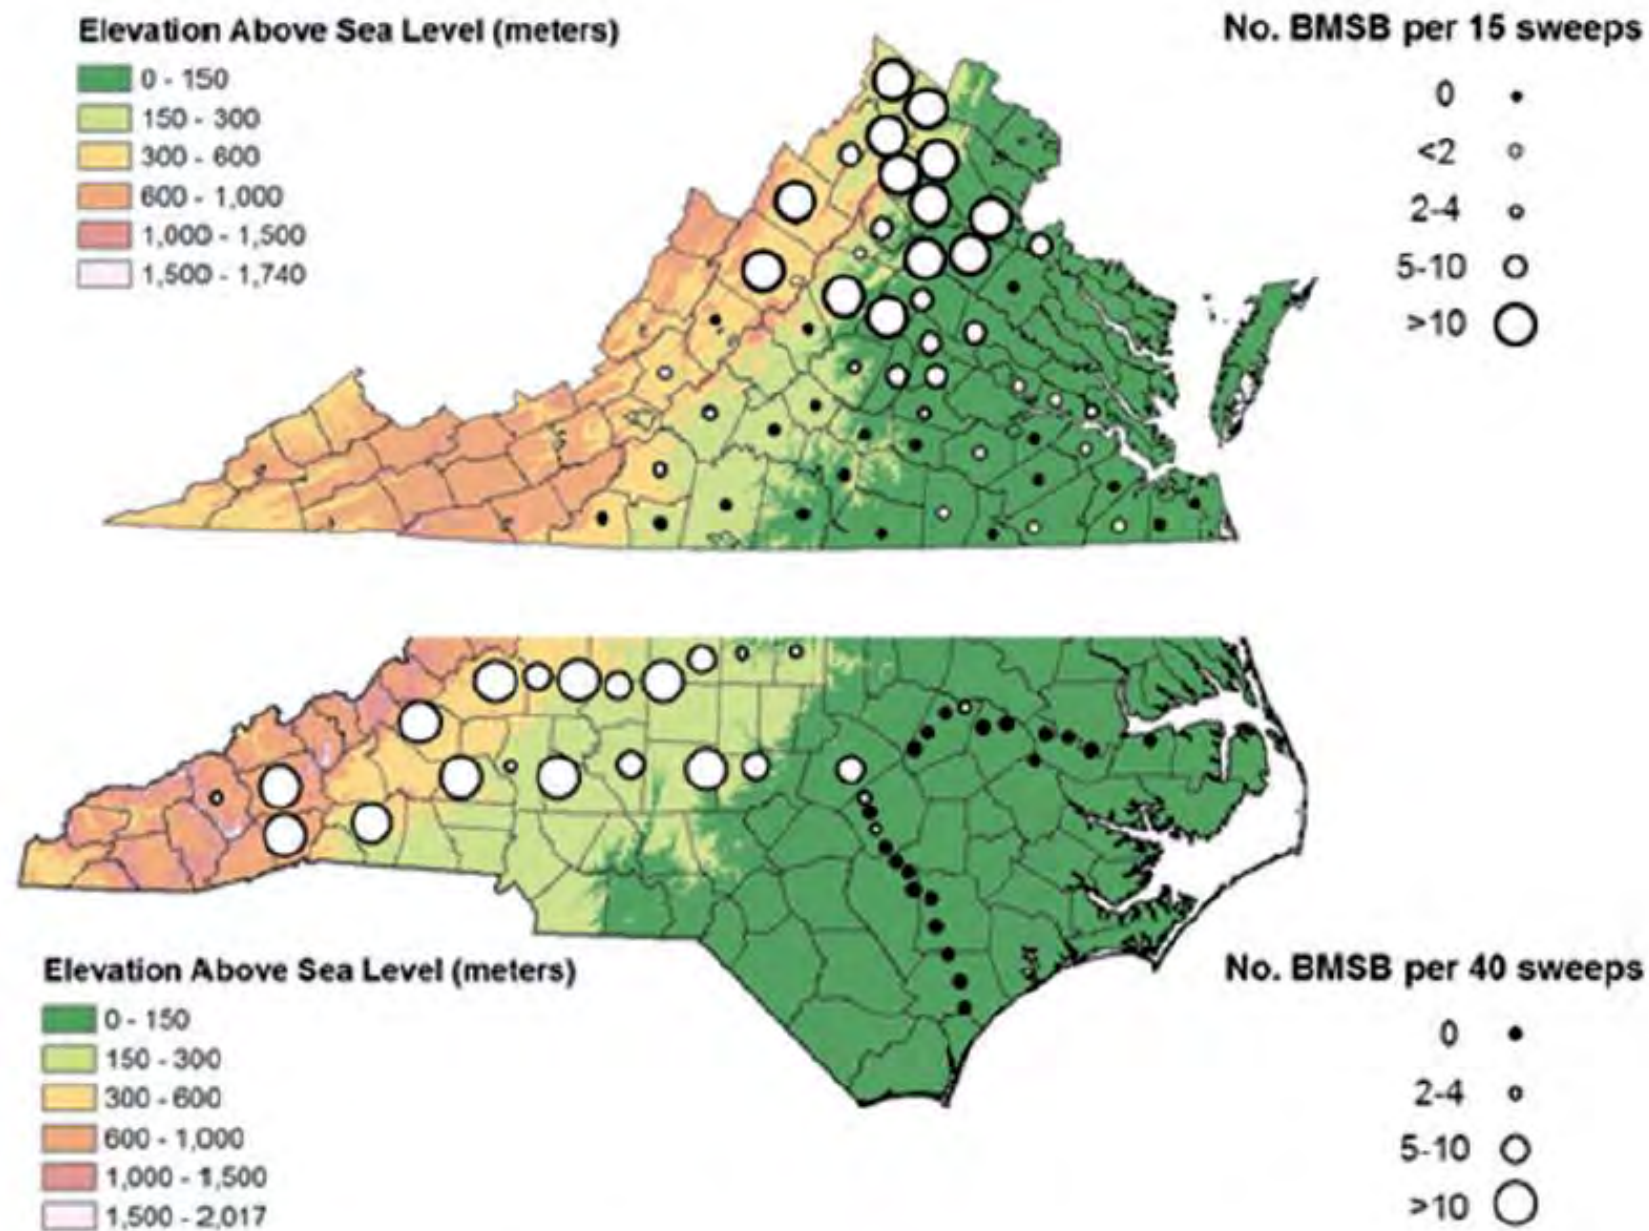 Elevation Above Sea Level (meters)
0 - 150
150 - 300
300 - 600
600 - 1,000
1,000 - 1,500
1,500 - 1,740
No. BMSB per 15 sweeps
0
<2
2-4
5-10
>10
Elevation Above Sea Level (meters)
0 - 150
150 - 300
300 - 600
600 - 1,000
1,000 - 1,500
1,500 - 2,017
No. BMSB per 40 sweeps
0
2-4
5-10
>10